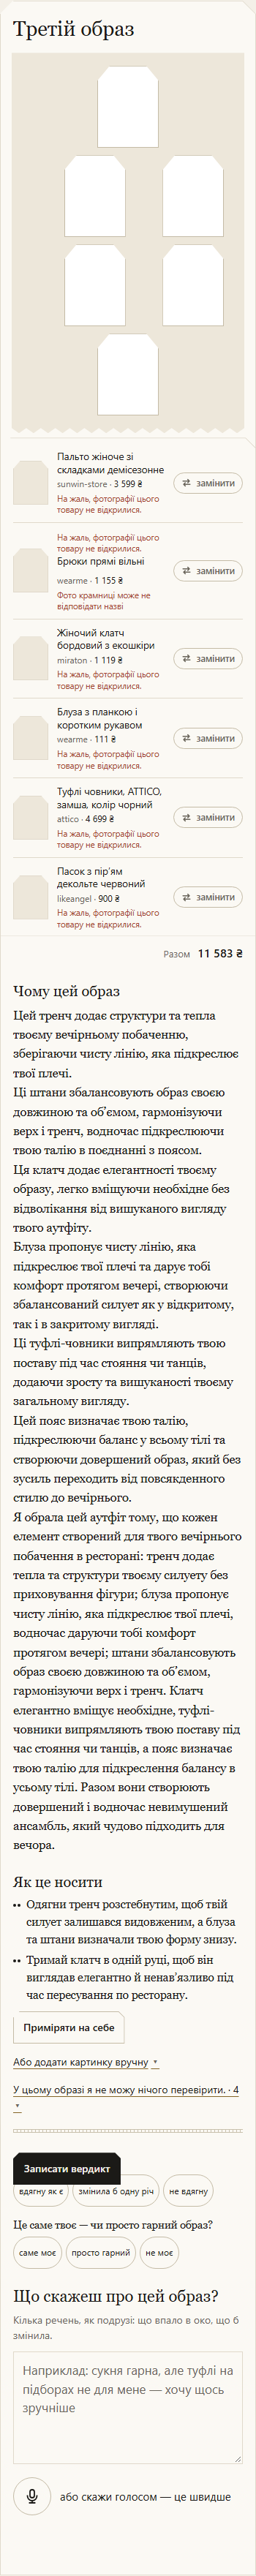 Третій образ
Пальто жіноче зі
складками демісезонне
sunwin-store · 3 599 ₴
На жаль, фотографії цього
товару не відкрилися.
замінити
На жаль, фотографії цього
товару не відкрилися.
Брюки прямі вільні
wearme · 1 155 ₴
Фото крамниці може не
відповідати назві
замінити
Жіночий клатч
бордовий з екошкіри
miraton · 1 119 ₴
На жаль, фотографії цього
товару не відкрилися.
замінити
Блуза з планкою і
коротким рукавом
wearme · 111 ₴
На жаль, фотографії цього
товару не відкрилися.
замінити
Туфлі човники, ATTICO,
замша, колір чорний
attico · 4 699 ₴
На жаль, фотографії цього
товару не відкрилися.
замінити
Пасок з пір’ям
декольте червоний
likeangel · 900 ₴
На жаль, фотографії цього
товару не відкрилися.
замінити
Разом 11 583 ₴
Чому цей образ
Цей тренч додає структури та тепла
твоєму вечірньому побаченню,
зберігаючи чисту лінію, яка підкреслює
твої плечі.
Ці штани збалансовують образ своєю
довжиною та об’ємом, гармонізуючи
верх і тренч, водночас підкреслюючи
твою талію в поєднанні з поясом.
Ця клатч додає елегантності твоєму
образу, легко вміщуючи необхідне без
відволікання від вишуканого вигляду
твого аутфіту.
Блуза пропонує чисту лінію, яка
підкреслює твої плечі та дарує тобі
комфорт протягом вечері, створюючи
збалансований силует як у відкритому,
так і в закритому вигляді.
Ці туфлі-човники випрямляють твою
поставу під час стояння чи танців,
додаючи зросту та вишуканості твоєму
загальному вигляду.
Цей пояс визначає твою талію,
підкреслюючи баланс у всьому тілі та
створюючи довершений образ, який без
зусиль переходить від повсякденного
стилю до вечірнього.
Я обрала цей аутфіт тому, що кожен
елемент створений для твого вечірнього
побачення в ресторані: тренч додає
тепла та структури твоєму силуету без
приховування фігури; блуза пропонує
чисту лінію, яка підкреслює твої плечі,
водночас даруючи тобі комфорт
протягом вечері; штани збалансовують
образ своєю довжиною та об’ємом,
гармонізуючи верх і тренч. Клатч
елегантно вміщує необхідне, туфлі-
човники випрямляють твою поставу під
час стояння чи танців, а пояс визначає
твою талію для підкреслення балансу в
усьому тілі. Разом вони створюють
довершений і водночас невимушений
ансамбль, який чудово підходить для
вечора.
Як це носити
Одягни тренч розстебнутим, щоб твій
силует залишався видовженим, а блуза
та штани визначали твою форму знизу.
Тримай клатч в одній руці, щоб він
виглядав елегантно й ненав’язливо під
час пересування по ресторану.
Приміряти на себе
Або додати картинку вручну
У цьому образі я не можу нічого перевірити. · 4
Записати вердикт
вдягну як є
змінила б одну річ
не вдягну
Це саме твоє — чи просто гарний образ?
саме моє
просто гарний
не моє
Що скажеш про цей образ?
Кілька речень, як подрузі: що впало в око, що б
змінила.
Наприклад: сукня гарна, але туфлі на
підборах не для мене — хочу щось
зручніше
або скажи голосом — це швидше